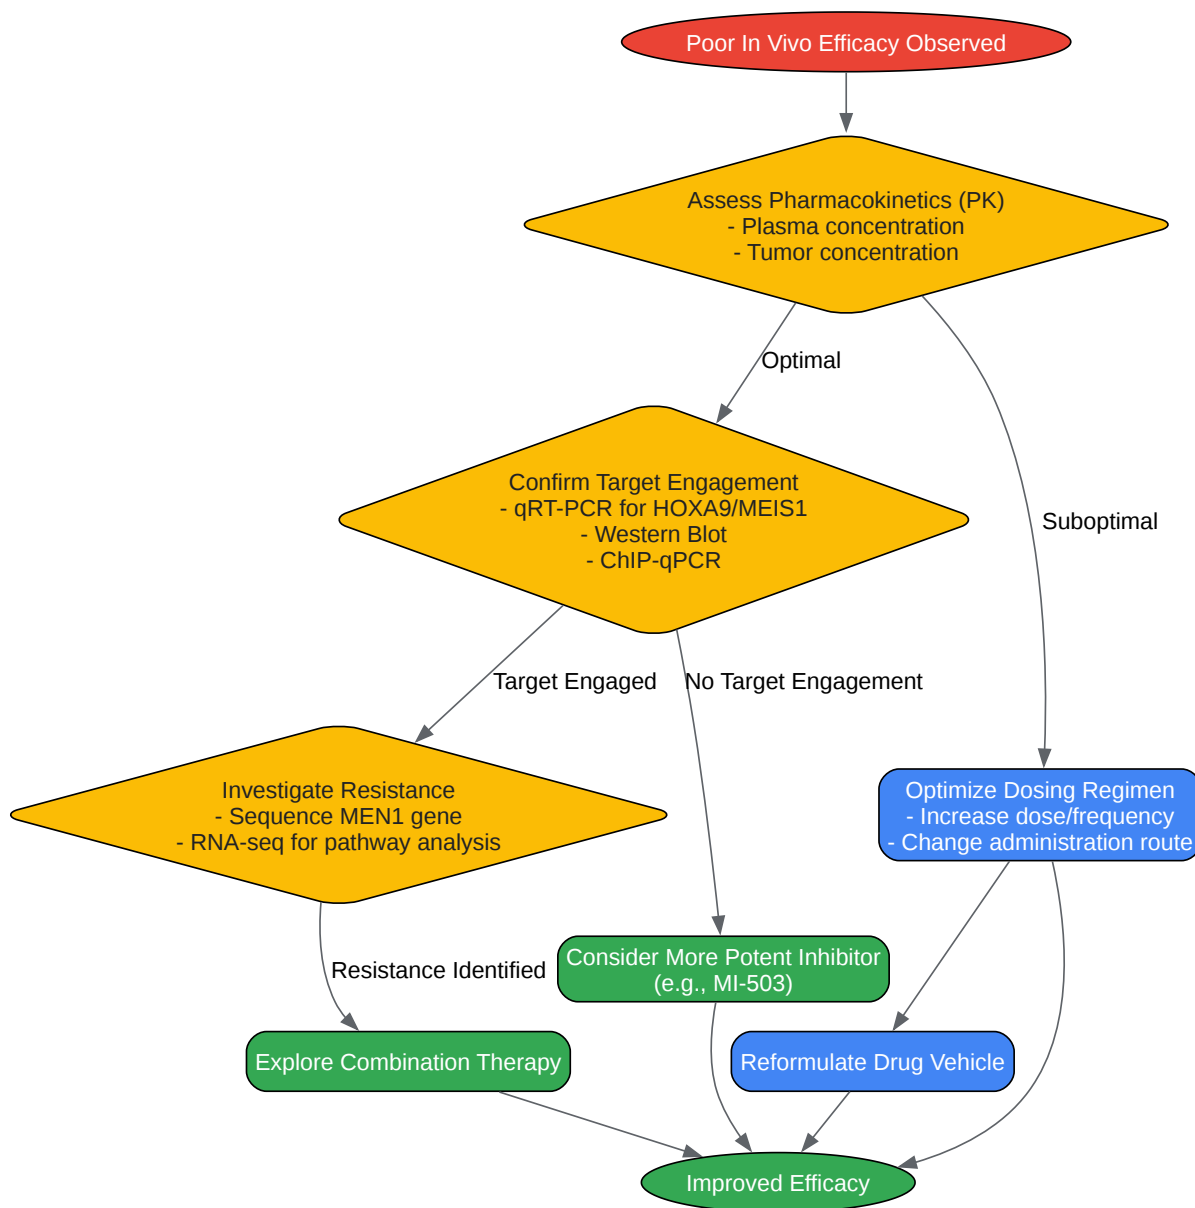 Poor In Vivo Efficacy Observed
Assess Pharmacokinetics (PK)
- Plasma concentration
- Tumor concentration
Optimal
Suboptimal
Confirm Target Engagement
- qRT-PCR for HOXA9/MEIS1
- Western Blot
- ChIP-qPCR
Target Engaged
No Target Engagement
Investigate Resistance
- Sequence MEN1 gene
- RNA-seq for pathway analysis
Optimize Dosing Regimen
- Increase dose/frequency
- Change administration route
Resistance Identified
Consider More Potent Inhibitor
(e.g., MI-503)
Explore Combination Therapy
Reformulate Drug Vehicle
Improved Efficacy